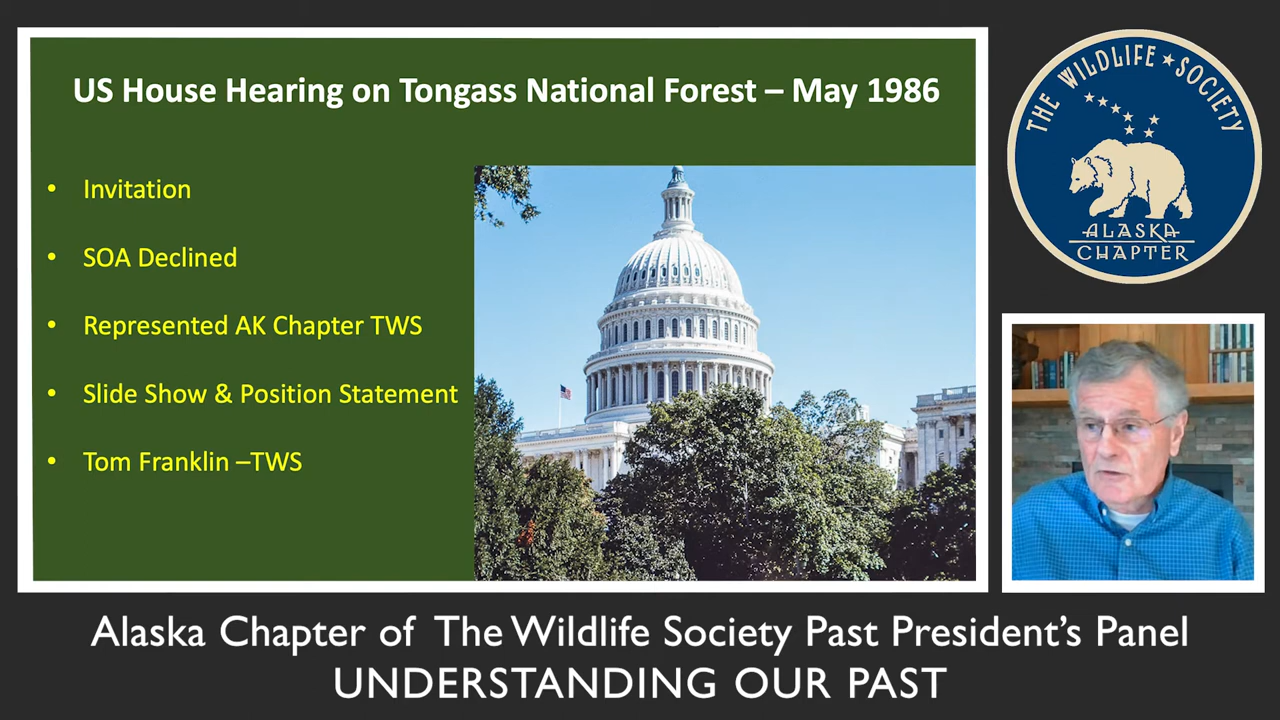 US House Hearing on Tongass National Forest – May 1986
• Invitation
• SOA Declined
• Represented AK Chapter TWS
• Slide Show & Position Statement
• Tom Franklin –TWS
THE WILDLIFE ★ SOCIETY
ALASKA
CHAPTER
Alaska Chapter of The Wildlife Society Past President's Panel
UNDERSTANDING OUR PAST